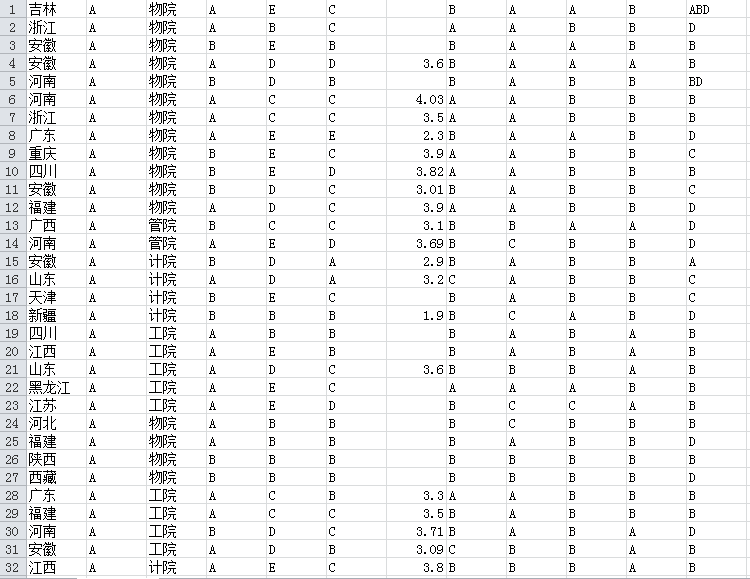 1 吉林 A 物院 A E C B A A B ABD
2 浙江 A 物院 A B C A A B B D
3 安徽 A 物院 B E B B A A B B
4 安徽 A 物院 A D D 3.6 B A A A B
5 河南 A 物院 B D B B A B B BD
6 河南 A 物院 A C C 4.03 A A B B B
7 浙江 A 物院 A C C 3.5 A A B B B
8 广东 A 物院 A E E 2.3 B A A B D
9 重庆 A 物院 B E C 3.9 A A B B C
10 四川 A 物院 B E D 3.82 A A B B B
11 安徽 A 物院 B D C 3.01 B A B B C
12 福建 A 物院 A D C 3.9 A A B B D
13 广西 A 管院 B C C 3.1 B B A A D
14 河南 A 管院 A E D 3.69 B C B B D
15 安徽 A 计院 B D A 2.9 B A B B A
16 山东 A 计院 A D A 3.2 C A B B C
17 天津 A 计院 B E C B A B B C
18 新疆 A 计院 B B B 1.9 B C A B D
19 四川 A 工院 A B B B A B A B
20 江西 A 工院 A E B B A B A B
21 山东 A 工院 A D C 3.6 B B B A B
22 黑龙江 A 工院 A E C A A A B B
23 江苏 A 工院 A E D B C C A B
24 河北 A 物院 A B B B C B B B
25 福建 A 物院 A B B B A B B D
26 陕西 A 物院 B B B B B B B B
27 西藏 A 物院 B B B B B B B D
28 广东 A 工院 A C B 3.3 A A B B B
29 福建 A 工院 A C C 3.5 B A B B B
30 河南 A 工院 B D C 3.71 B A B A D
31 安徽 A 工院 A D B 3.09 C B B A B
32 江西 A 计院 A E C 3.8 B B B A B